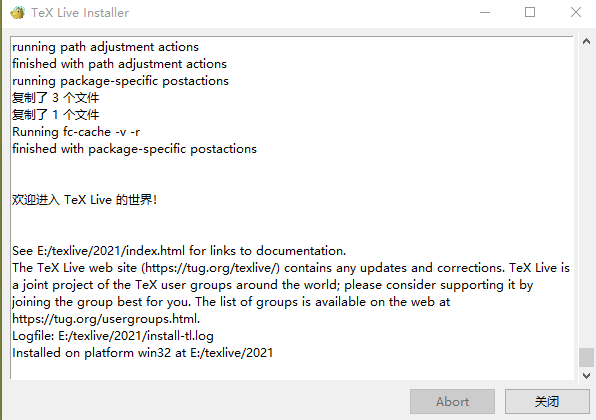 TeX Live Installer
running path adjustment actions
finished with path adjustment actions
running package-specific postactions
复制了 3 个文件
复制了 1 个文件
Running fc-cache -v -r
finished with package-specific postactions
欢迎进入 TeX Live 的世界！
See E:/texlive/2021/index.html for links to documentation.
The TeX Live web site (https://tug.org/texlive/) contains any updates and corrections. TeX Live is
a joint project of the TeX user groups around the world; please consider supporting it by
joining the group best for you. The list of groups is available on the web at
https://tug.org/usergroups.html.
Logfile: E:/texlive/2021/install-tl.log
Installed on platform win32 at E:/texlive/2021
Abort
关闭